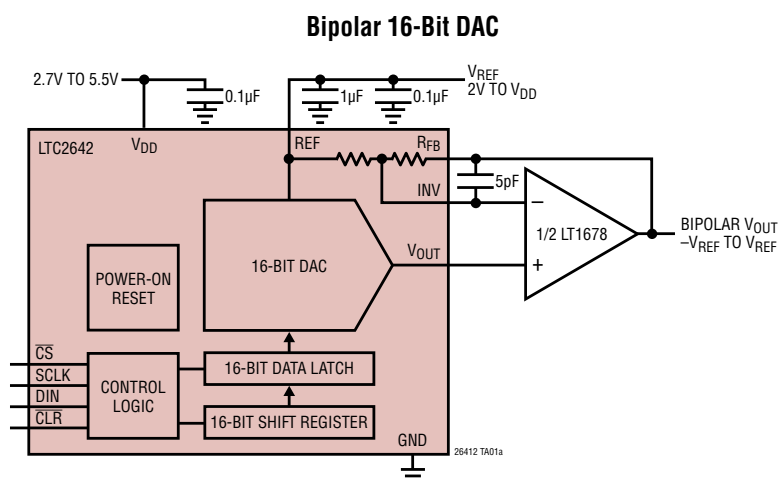 Bipolar 16-Bit DAC
2.7V TO 5.5V
0.1µF
1µF
0.1µF
VREF
2V TO VDD
LTC2642
VDD
REF
RFB
INV
5pF
1/2 LT1678
–
+
BIPOLAR VOUT
–VREF TO VREF
16-BIT DAC
VOUT
POWER-ON
RESET
CS
SCLK
DIN
CLR
CONTROL
LOGIC
16-BIT DATA LATCH
16-BIT SHIFT REGISTER
GND
26412 TA01a